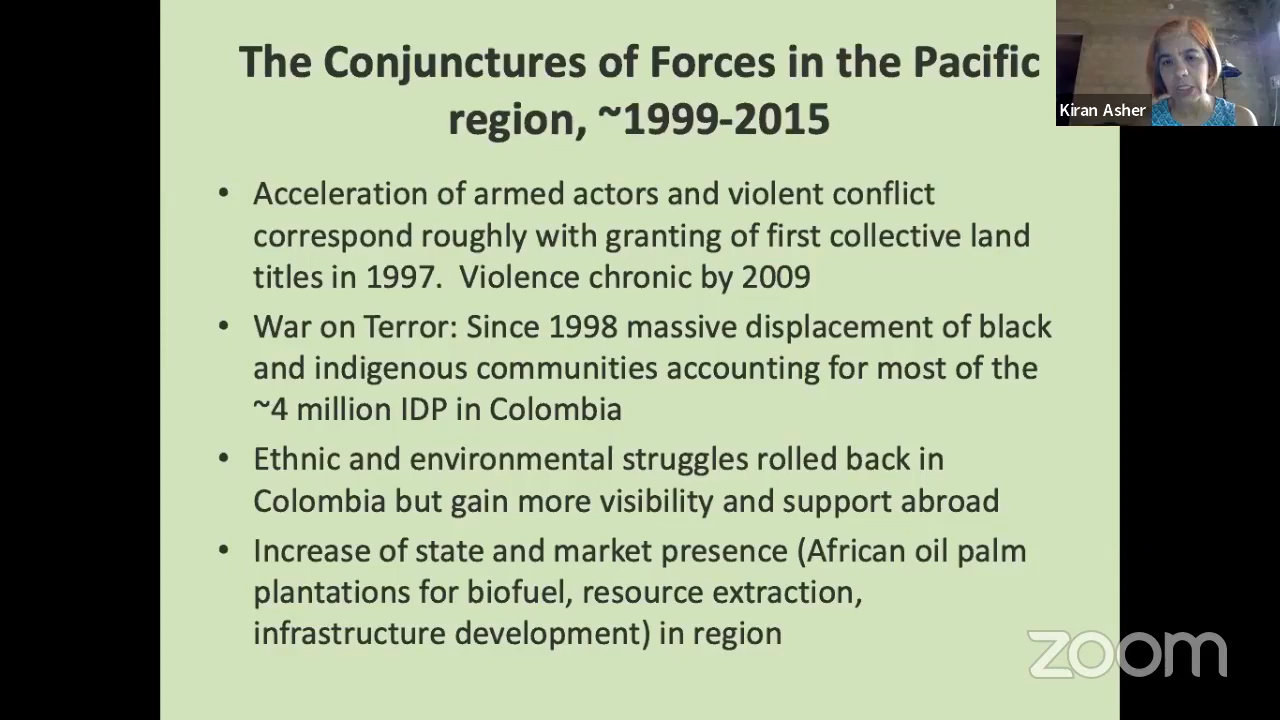 The Conjunctures of Forces in the Pacific
region, ~1999-2015
Kiran Asher
• Acceleration of armed actors and violent conflict
correspond roughly with granting of first collective land
titles in 1997.  Violence chronic by 2009
• War on Terror: Since 1998 massive displacement of black
and indigenous communities accounting for most of the
~4 million IDP in Colombia
• Ethnic and environmental struggles rolled back in
Colombia but gain more visibility and support abroad
• Increase of state and market presence (African oil palm
plantations for biofuel, resource extraction,
infrastructure development) in region
zoom